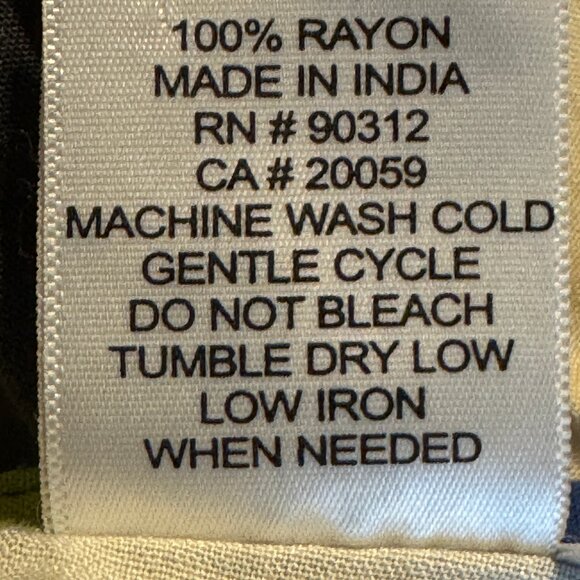 100% RAYON
MADE IN INDIA
RN # 90312
CA # 20059
MACHINE WASH COLD
GENTLE CYCLE
DO NOT BLEACH
TUMBLE DRY LOW
LOW IRON
WHEN NEEDED